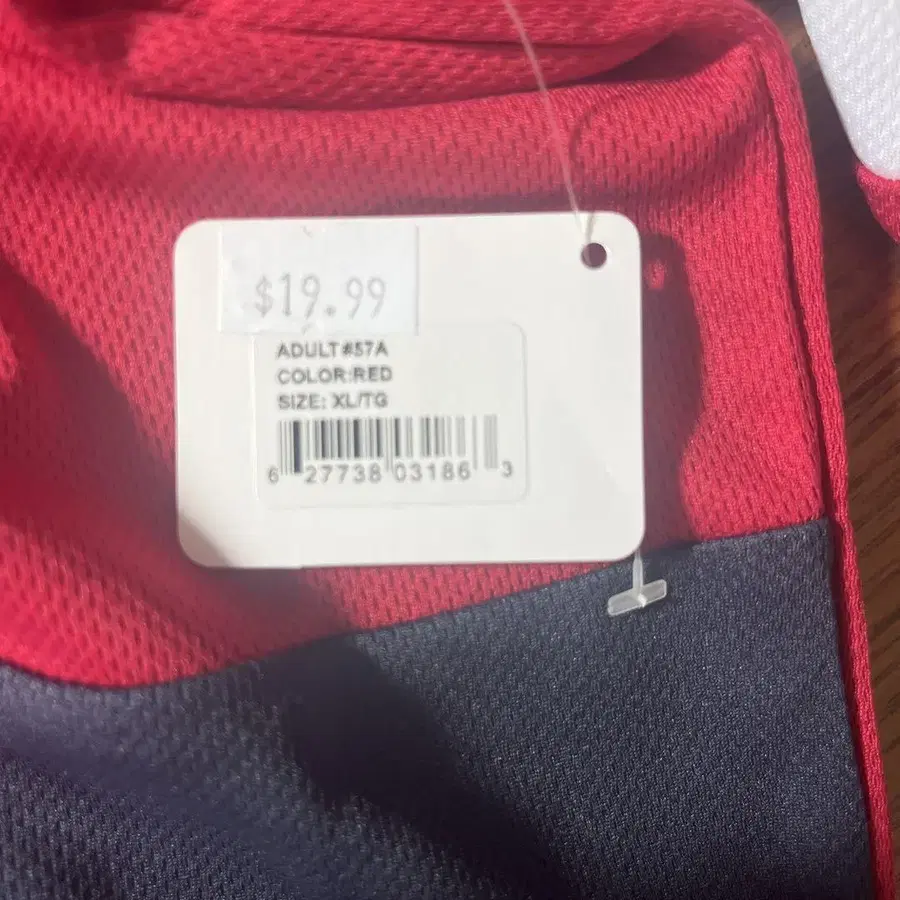 $19.99
ADULT#57A
COLOR:RED
SIZE: XL/TG
6 27738 03186 3